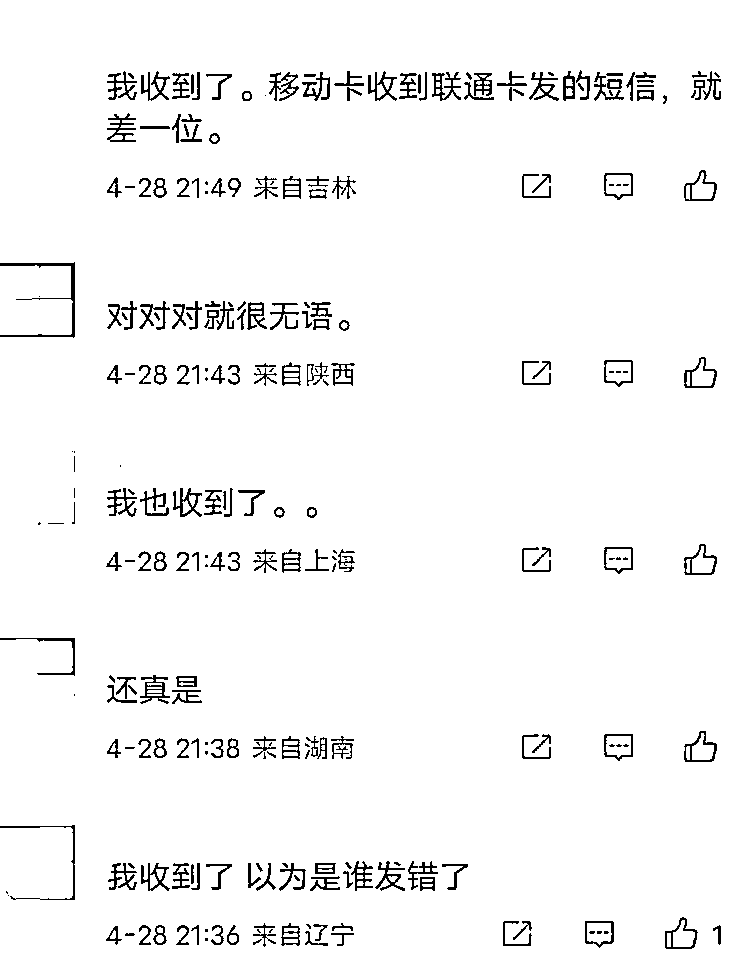 我收到了。移动卡收到联通卡发的短信，就
差一位。
4-28 21:49 来自吉林
对对对就很无语。
4-28 21:43 来自陕西
我也收到了。。
4-28 21:43 来自上海
还真是
4-28 21:38 来自湖南
我收到了 以为是谁发错了
4-28 21:36 来自辽宁 1